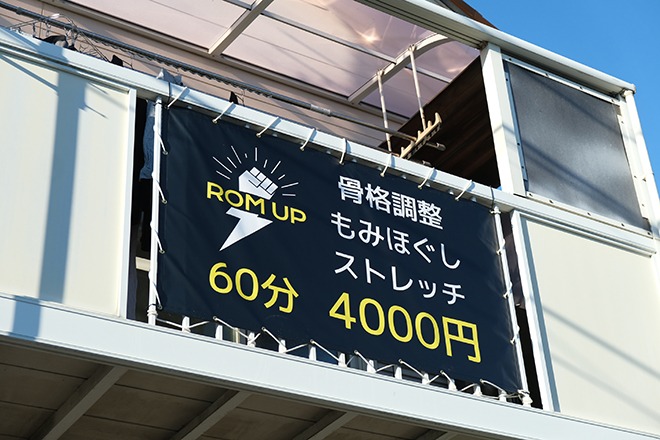 ROM UP
骨格調整
もみほぐし
ストレッチ
60分 4000円